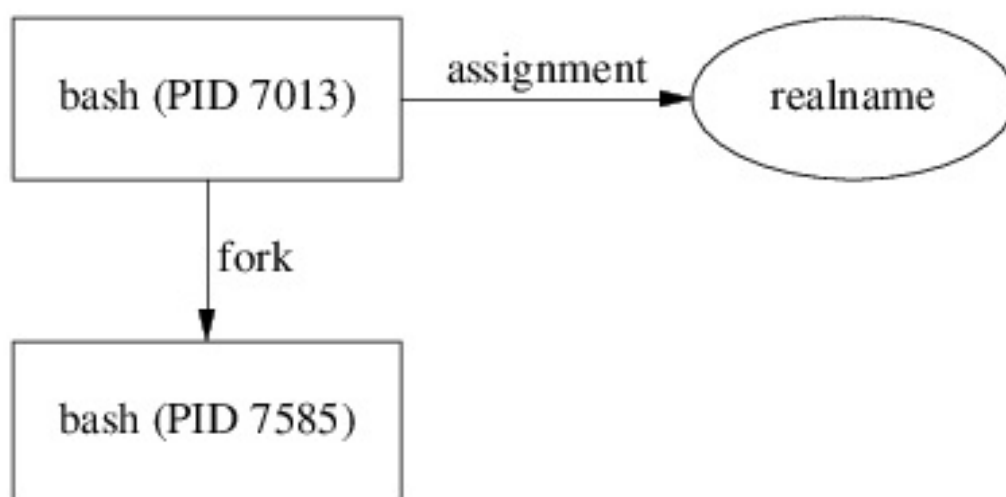 bash (PID 7013)
assignment
realname
fork
bash (PID 7585)